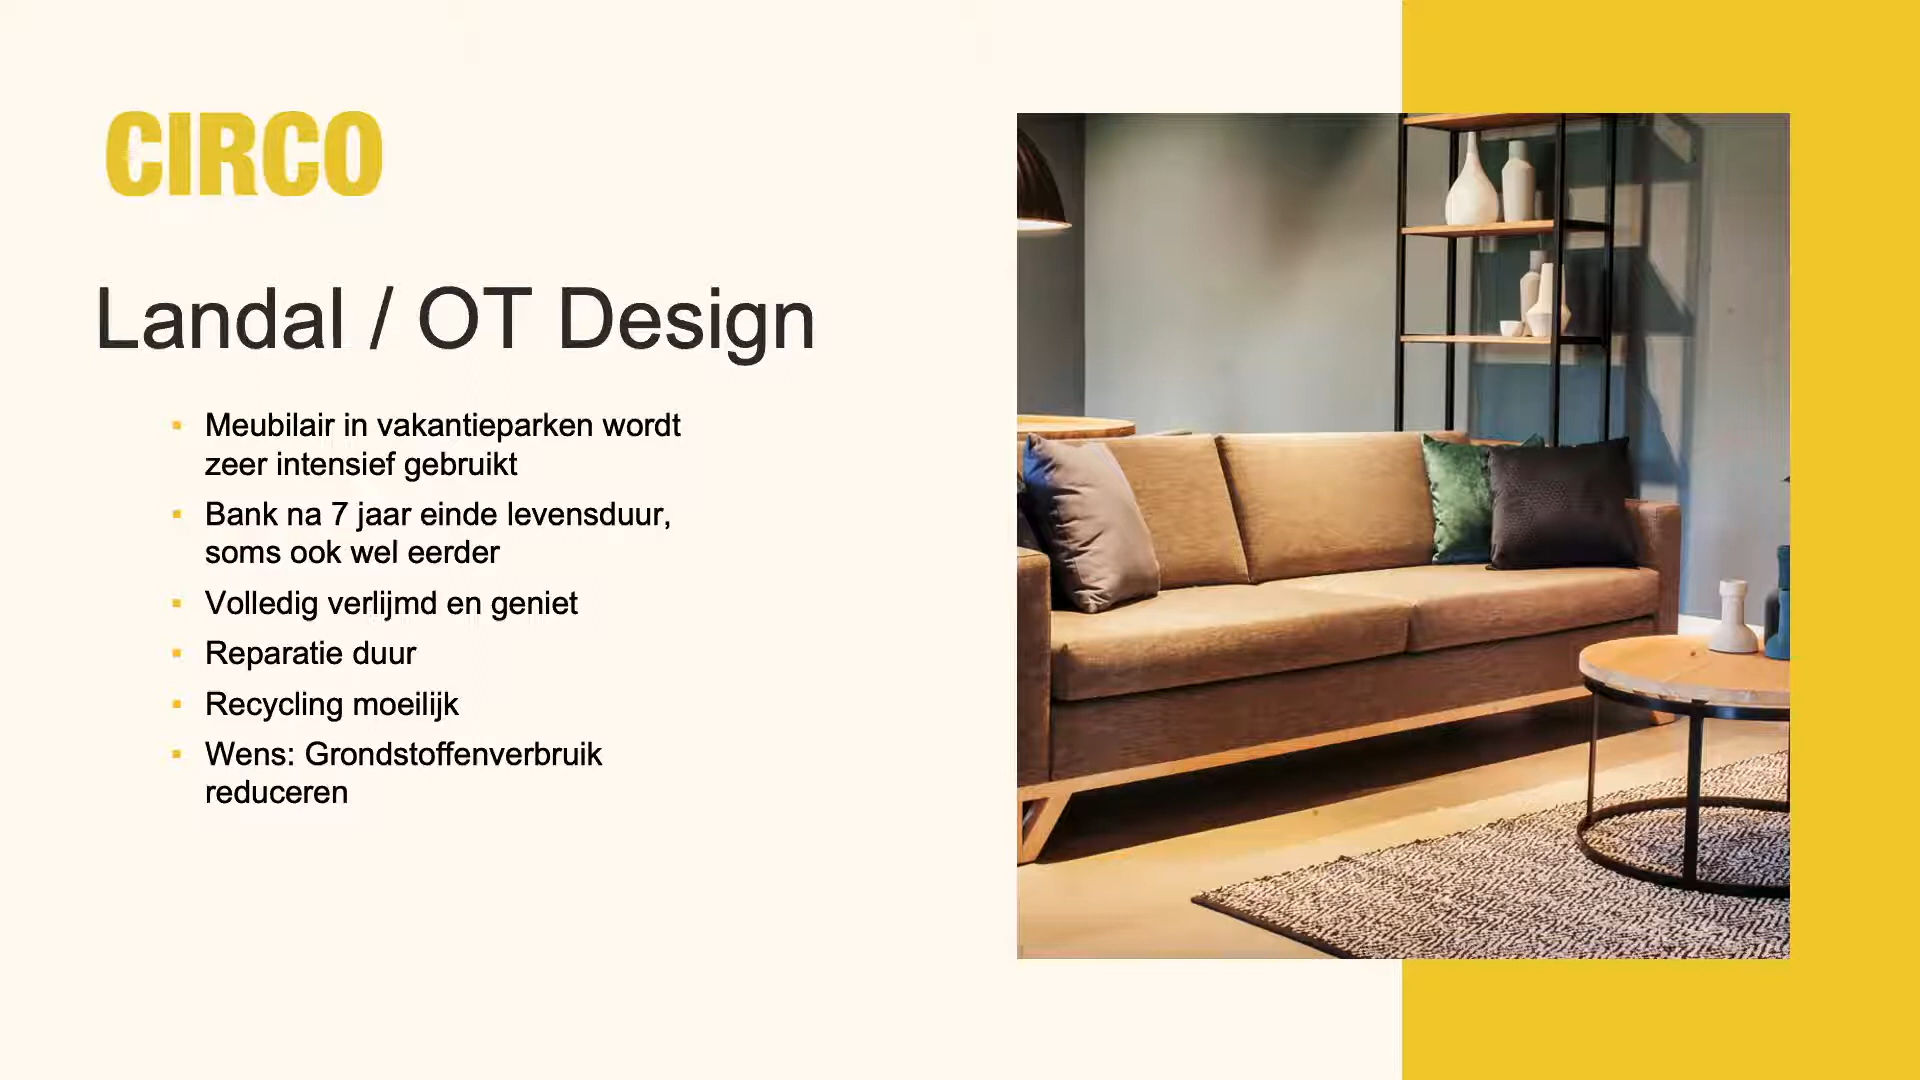 CIRCO
Landal / OT Design
▪ Meubilair in vakantieparken wordt
zeer intensief gebruikt
▪ Bank na 7 jaar einde levensduur,
soms ook wel eerder
▪ Volledig verlijmd en geniet
▪ Reparatie duur
▪ Recycling moeilijk
▪ Wens: Grondstoffenverbruik
reduceren